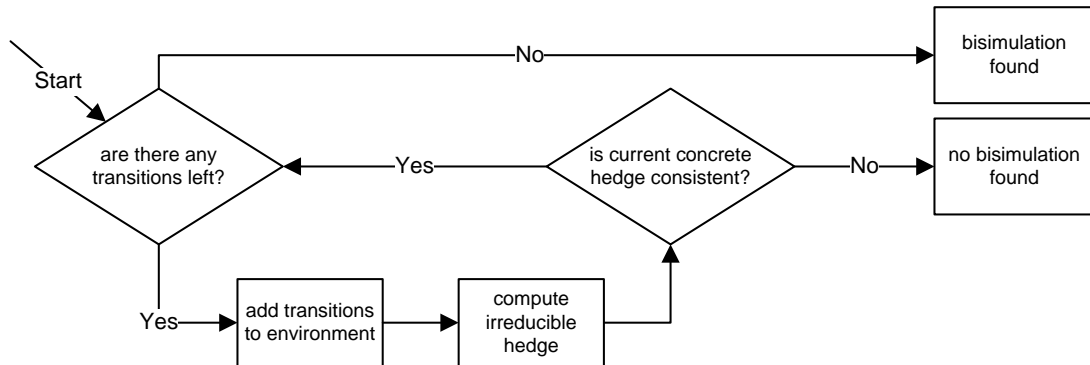 Start
No
bisimulation
found
are there any
transitions left?
Yes
is current concrete
hedge consistent?
No
no bisimulation
found
Yes
add transitions
to environment
compute
irreducible
hedge